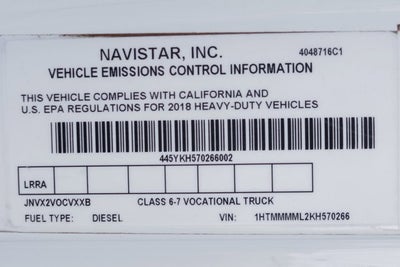 NAVISTAR, INC. 4048716C1
VEHICLE EMISSIONS CONTROL INFORMATION
THIS VEHICLE COMPLIES WITH CALIFORNIA AND
U.S. EPA REGULATIONS FOR 2018 HEAVY-DUTY VEHICLES
445YKH570266002
LRRA
JNVX2VOCVXXB CLASS 6-7 VOCATIONAL TRUCK
FUEL TYPE: DIESEL VIN: 1HTMMMML2KH570266